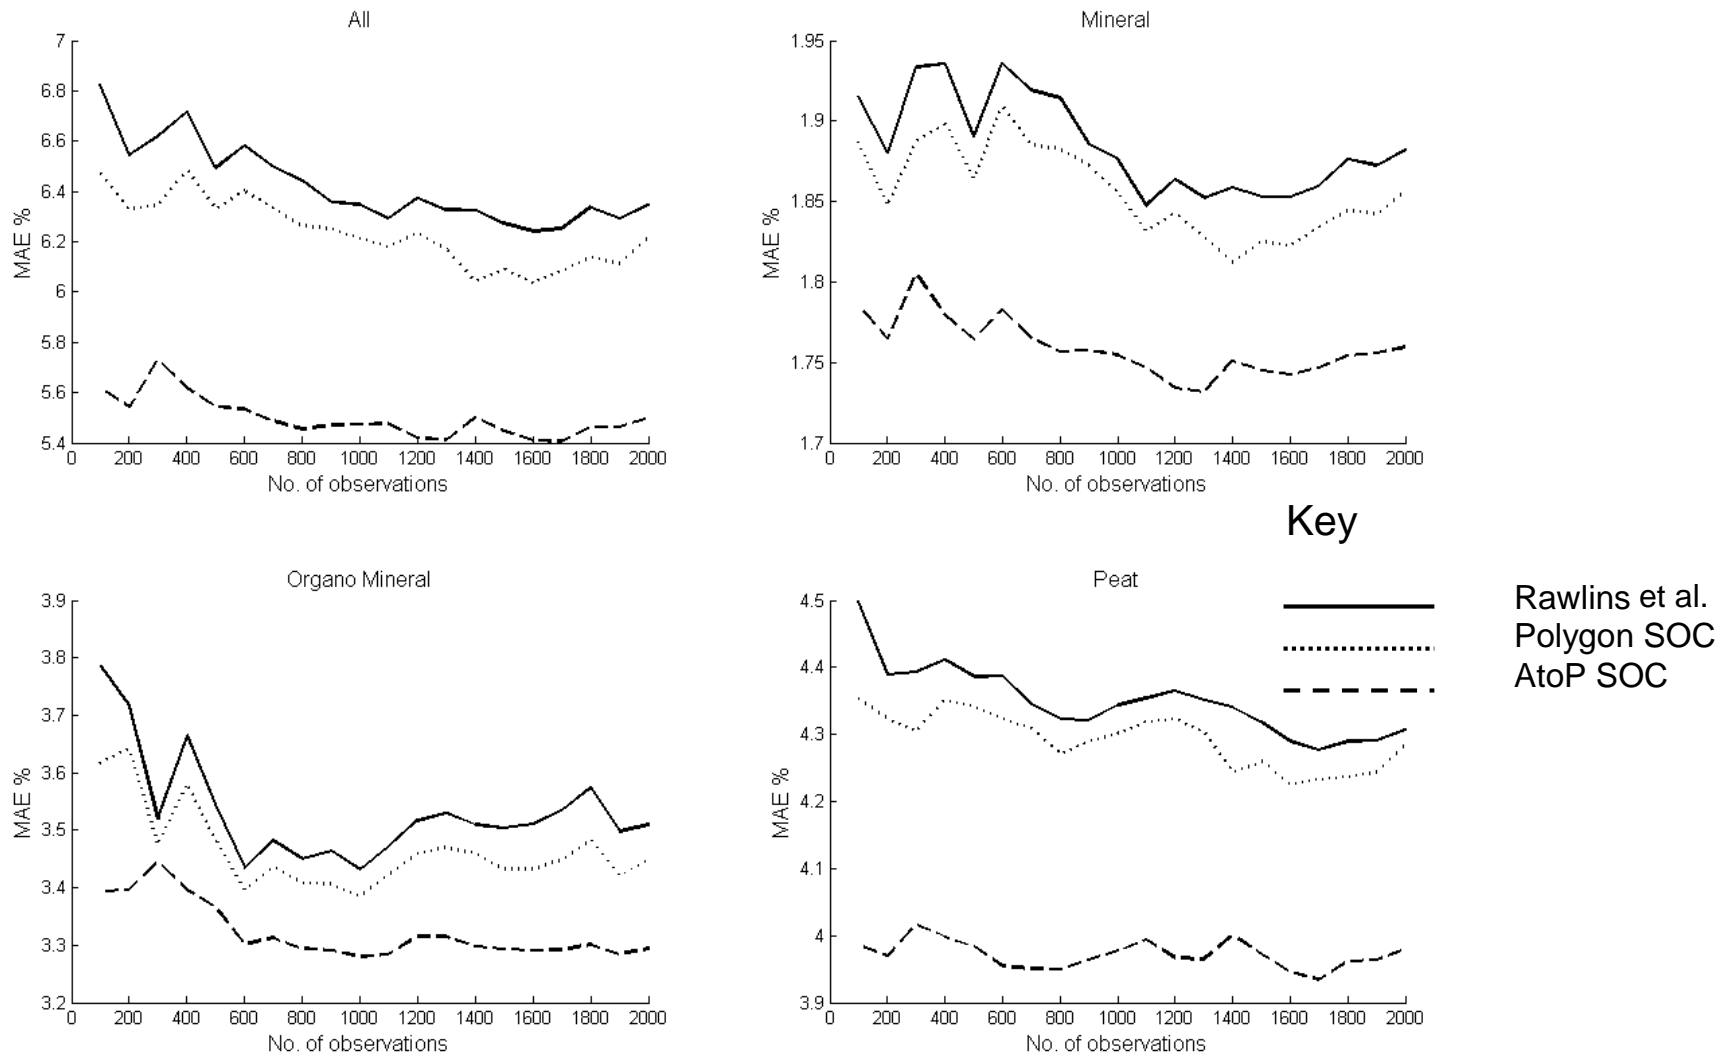 All
7
6.8
6.6
6.4
6.2
6
5.8
5.6
5.4
MAE %
0 200 400 600 800 1000 1200 1400 1600 1800 2000
No. of observations
Mineral
1.95
1.9
1.85
1.8
1.75
1.7
MAE %
0 200 400 600 800 1000 1200 1400 1600 1800 2000
No. of observations
Key
Rawlins et al.
Polygon SOC
AtoP SOC
Organo Mineral
3.9
3.8
3.7
3.6
3.5
3.4
3.3
3.2
MAE %
0 200 400 600 800 1000 1200 1400 1600 1800 2000
No. of observations
Peat
4.5
4.4
4.3
4.2
4.1
4
3.9
MAE %
0 200 400 600 800 1000 1200 1400 1600 1800 2000
No. of observations